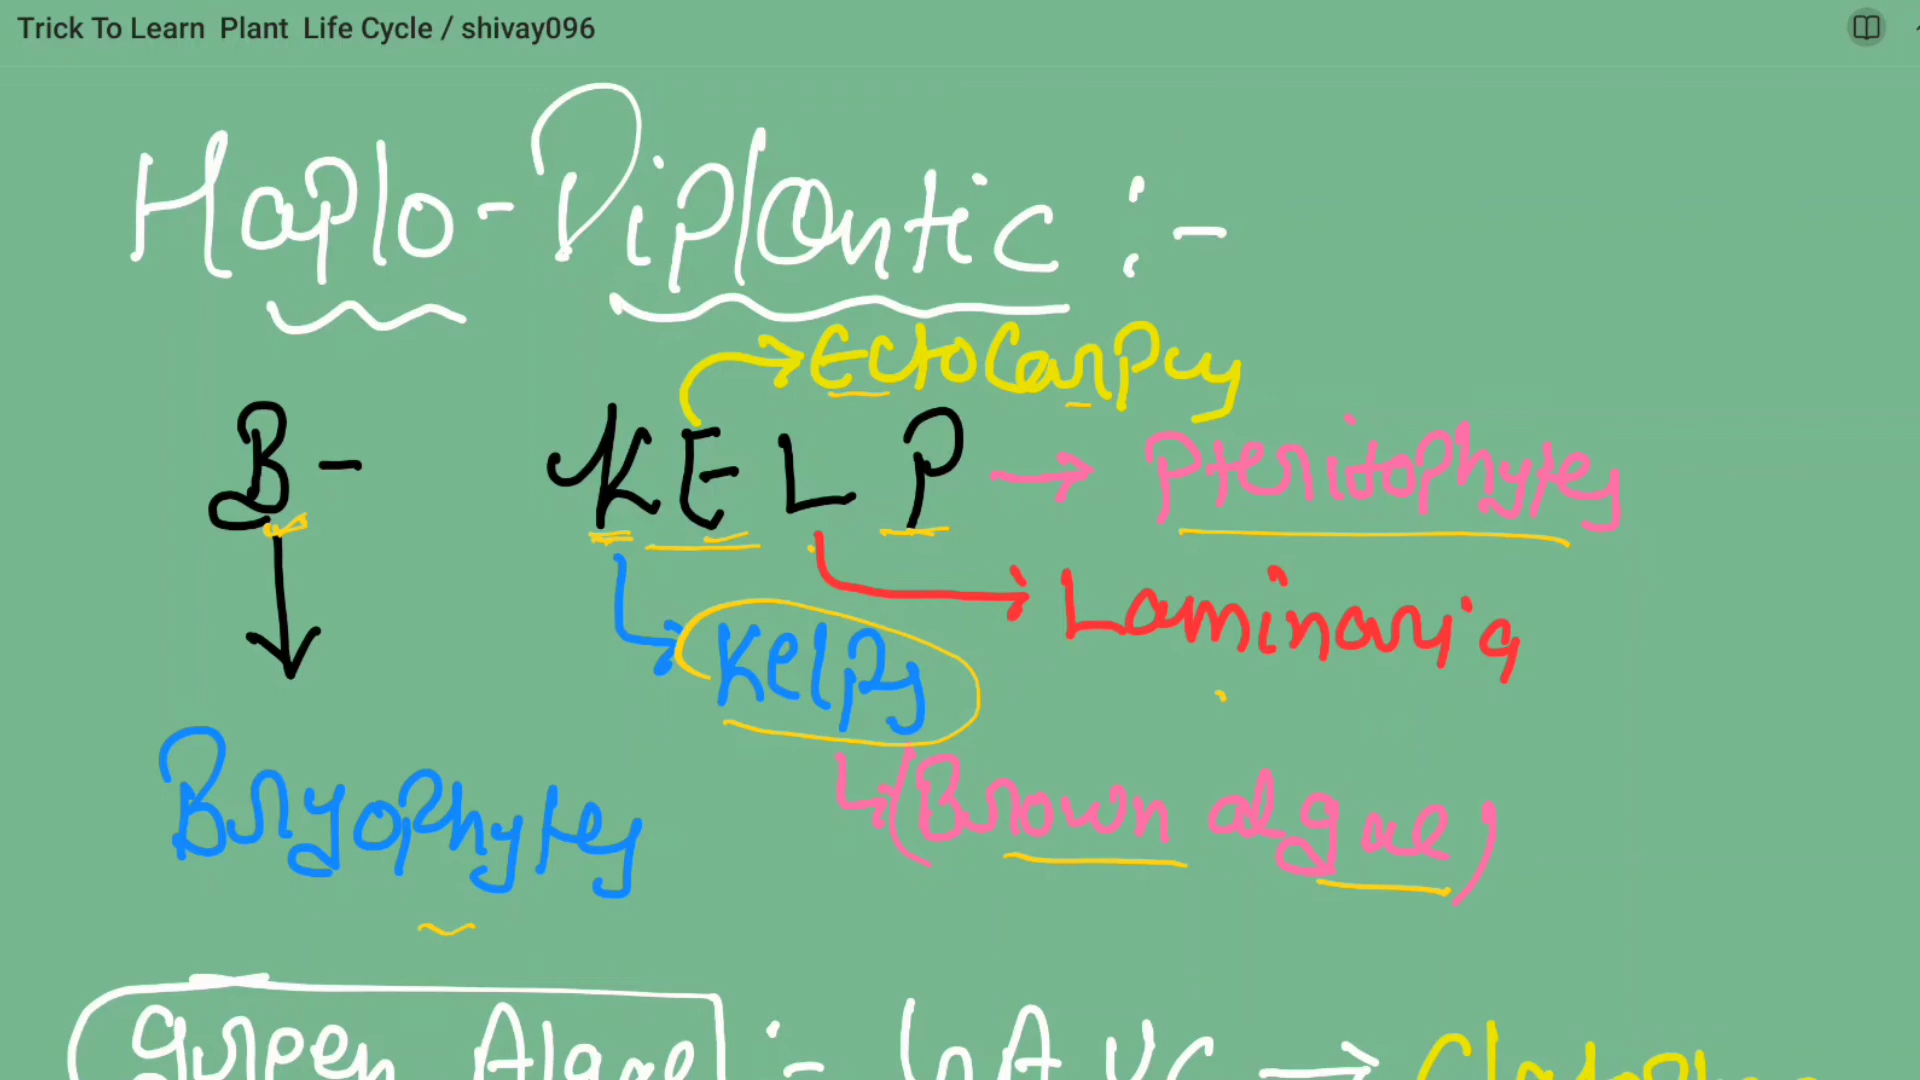 Trick To Learn Plant Life Cycle / shivay096
Haplo-Diplontic :-
→ Ectocarpus
B- KELP → Pteridophytes
→ Laminaria
→ Kelps
↳ (Brown algae)
Bryophytes
Green Algae :-